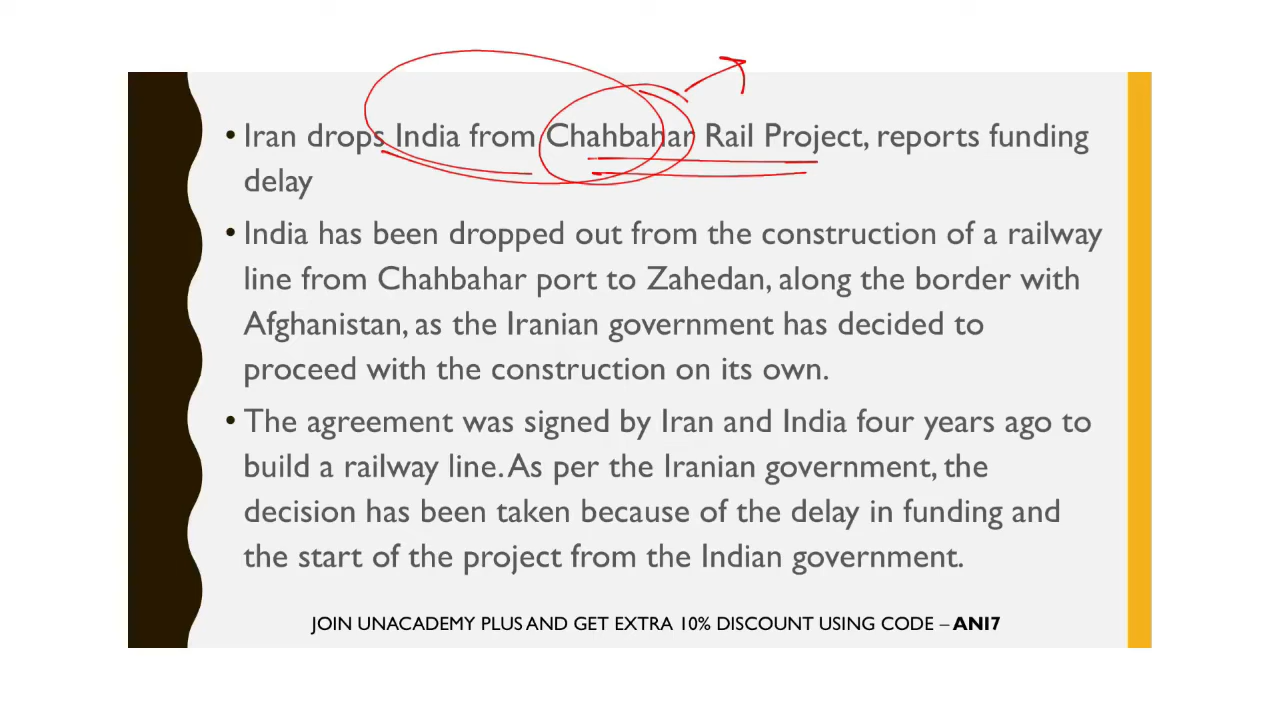 • Iran drops India from Chahbahar Rail Project, reports funding
delay
• India has been dropped out from the construction of a railway
line from Chahbahar port to Zahedan, along the border with
Afghanistan, as the Iranian government has decided to
proceed with the construction on its own.
• The agreement was signed by Iran and India four years ago to
build a railway line. As per the Iranian government, the
decision has been taken because of the delay in funding and
the start of the project from the Indian government.
JOIN UNACADEMY PLUS AND GET EXTRA 10% DISCOUNT USING CODE – AN17